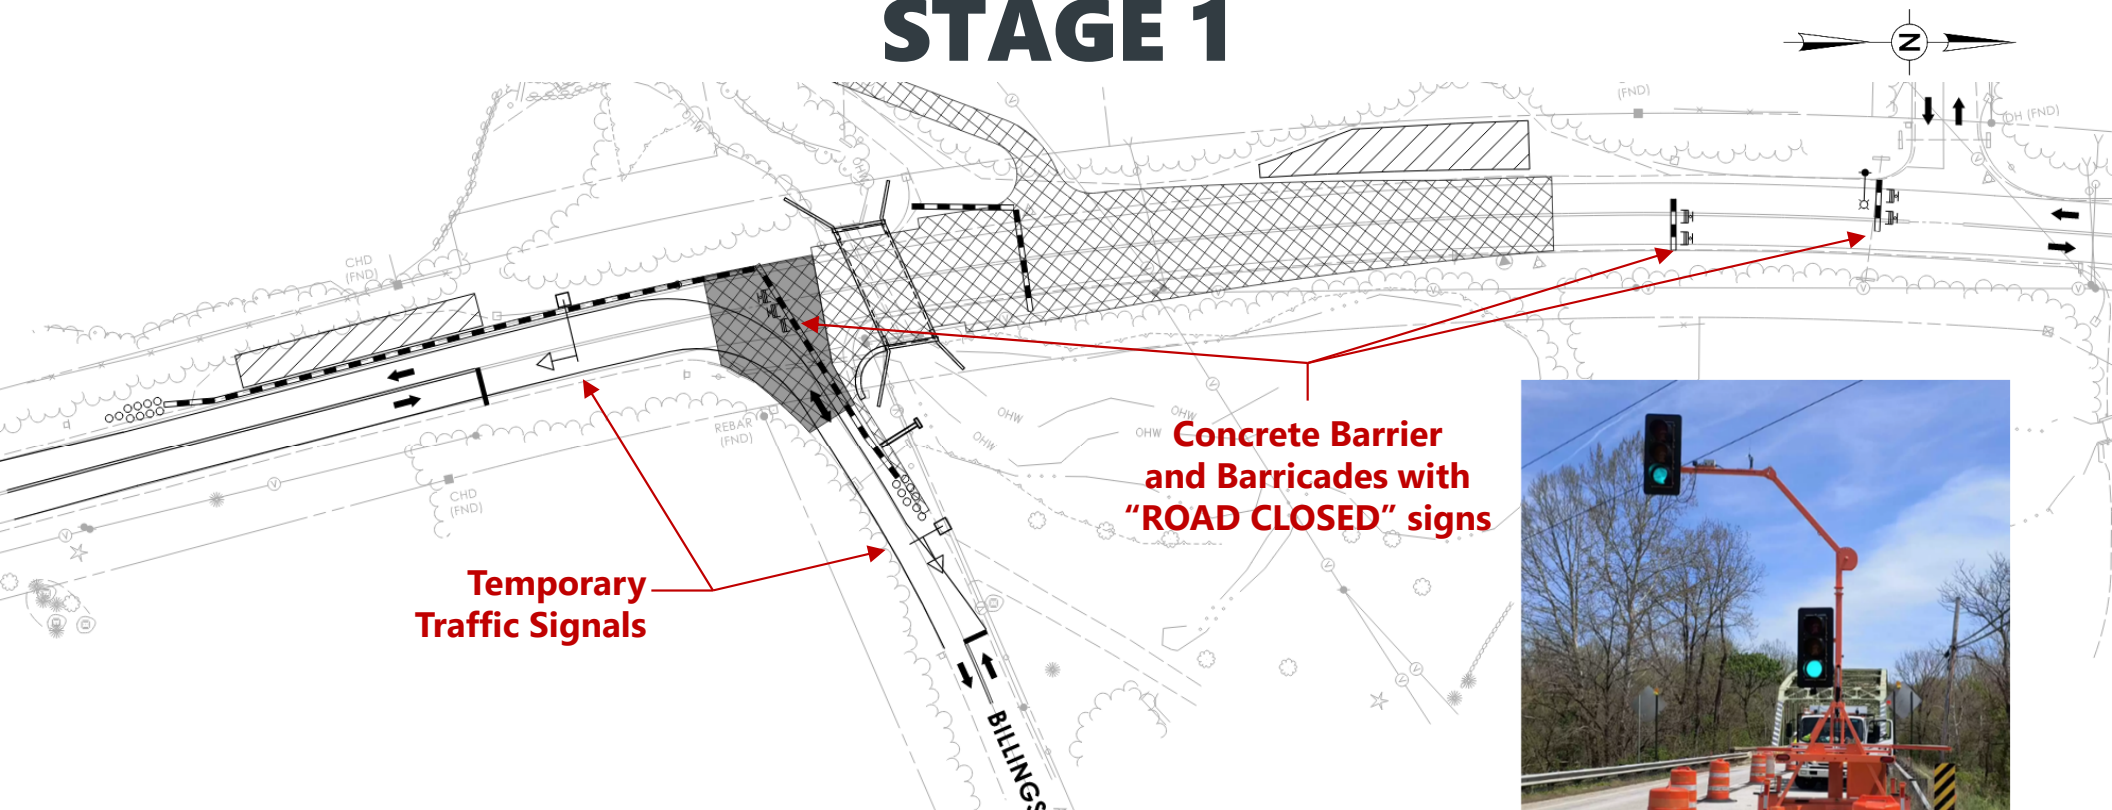 STAGE 1
N
(FND)
DH (FND)
CHD
(FND)
OHW
REBAR
(FND)
CHD
(FND)
OHW
OHW
OHW
OHW
Concrete Barrier
and Barricades with
“ROAD CLOSED” signs
Temporary
Traffic Signals
BILLINGS